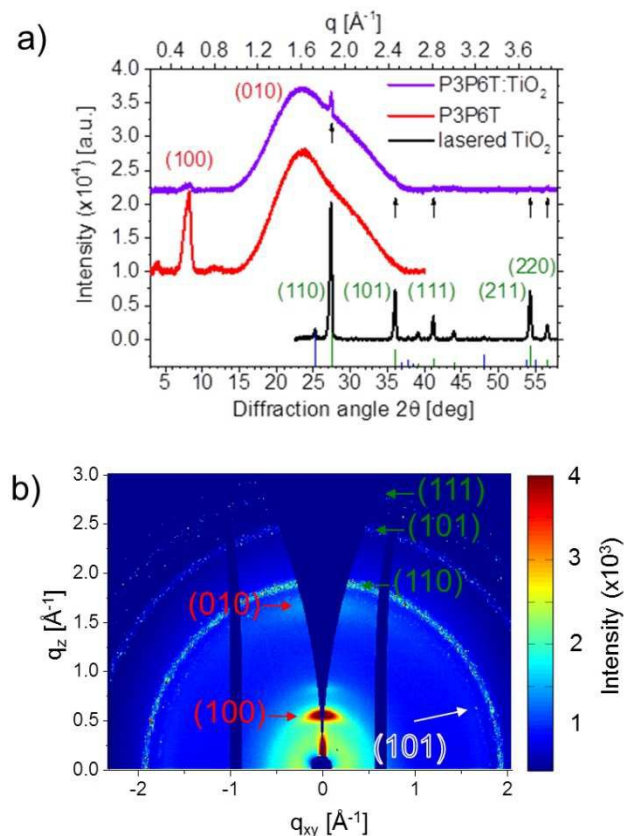 a)
q [Å⁻¹]
0.4 0.8 1.2 1.6 2.0 2.4 2.8 3.2 3.6
4.0
3.5
3.0
2.5
2.0
1.5
1.0
0.5
0.0
Intensity (x10⁻⁴) [a.u.]
P3P6T:TiO₂
P3P6T
lasered TiO₂
(010)
(100)
(220)
(110) (101) (111) (211)
5 10 15 20 25 30 35 40 45 50 55
Diffraction angle 2θ [deg]
b)
3.0
2.5
2.0
1.5
1.0
0.5
0.0
q_z [Å⁻¹]
(111)
(101)
(110)
(010)
(100)
(101)
-2 -1 0 1 2
q_xy [Å⁻¹]
4
3
2
1
Intensity (x10³)